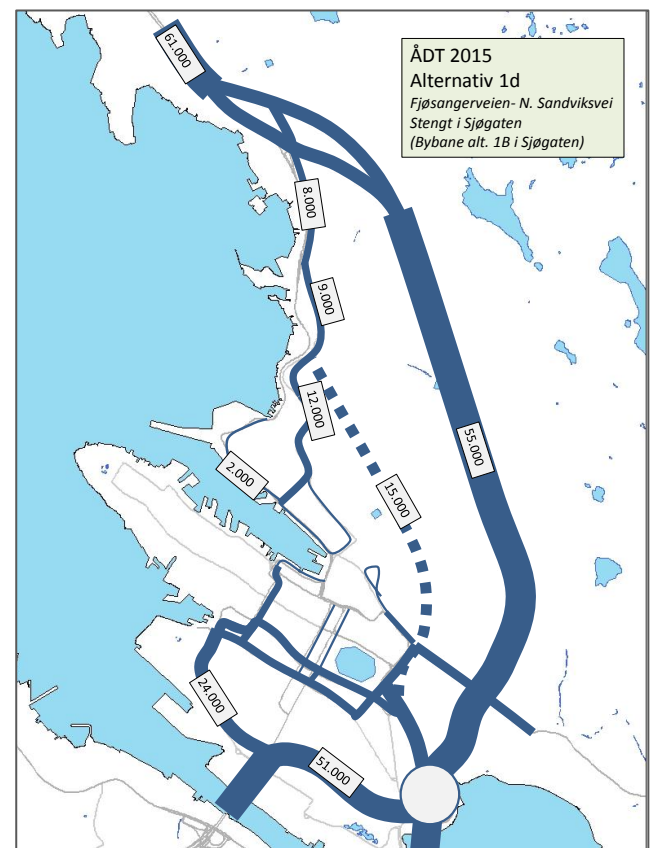 61.000
ÅDT 2015
Alternativ 1d
Fjøsangerveien- N. Sandviksvei
Stengt i Sjøgaten
(Bybane alt. 1B i Sjøgaten)
8.000
9.000
12.000
55.000
2.000
15.000
24.000
51.000